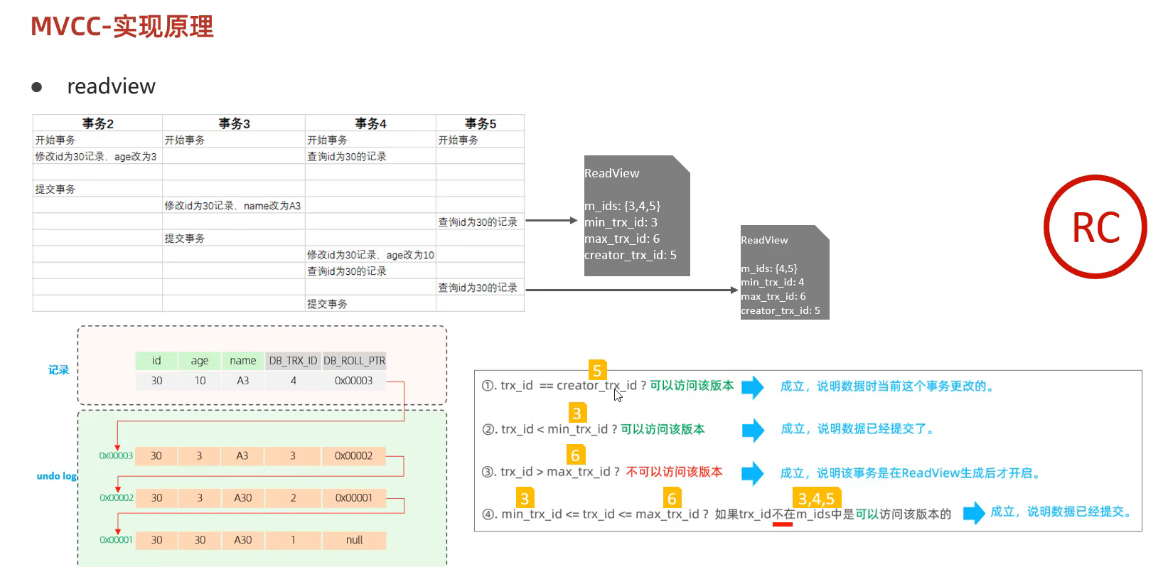 MVCC-实现原理
● readview
事务2 事务3 事务4 事务5
开始事务 开始事务 开始事务 开始事务
修改id为30记录、age改为3 查询id为30的记录
提交事务
修改id为30记录、name改为A3
查询id为30的记录
提交事务
修改id为30记录、age改为10
查询id为30的记录
查询id为30的记录
提交事务
ReadView
m_ids: {3,4,5}
min_trx_id: 3
max_trx_id: 6
creator_trx_id: 5
ReadView
m_ids: {4,5}
min_trx_id: 4
max_trx_id: 6
creator_trx_id: 5
RC
记录
id age name DB_TRX_ID DB_ROLL_PTR
30 10 A3 4 0x00003
undo log
0x00003 30 3 A3 3 0x00002
0x00002 30 3 A30 2 0x00001
0x00001 30 30 A30 1 null
5
①. trx_id == creator_trx_id ? 可以访问该版本 成立，说明数据时当前这个事务更改的。
3
②. trx_id < min_trx_id ? 可以访问该版本 成立，说明数据已经提交了。
6
③. trx_id > max_trx_id ? 不可以访问该版本 成立，说明该事务是在ReadView生成后才开启。
3 6 3,4,5
④. min_trx_id <= trx_id <= max_trx_id ? 如果trx_id不在m_ids中是可以访问该版本的 成立，说明数据已经提交。